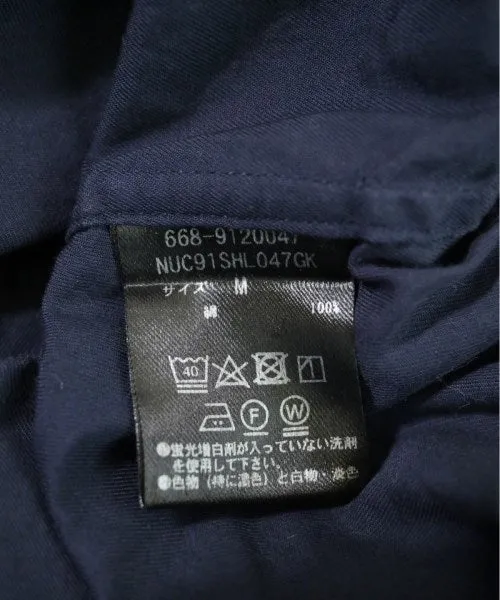 668-9120047
NUC91SHL047GK
サイズ M
綿 100%
40
F W
蛍光増白剤が入っていない洗剤
を使用して下さい。
色物（特に濃色）と白物・淡色